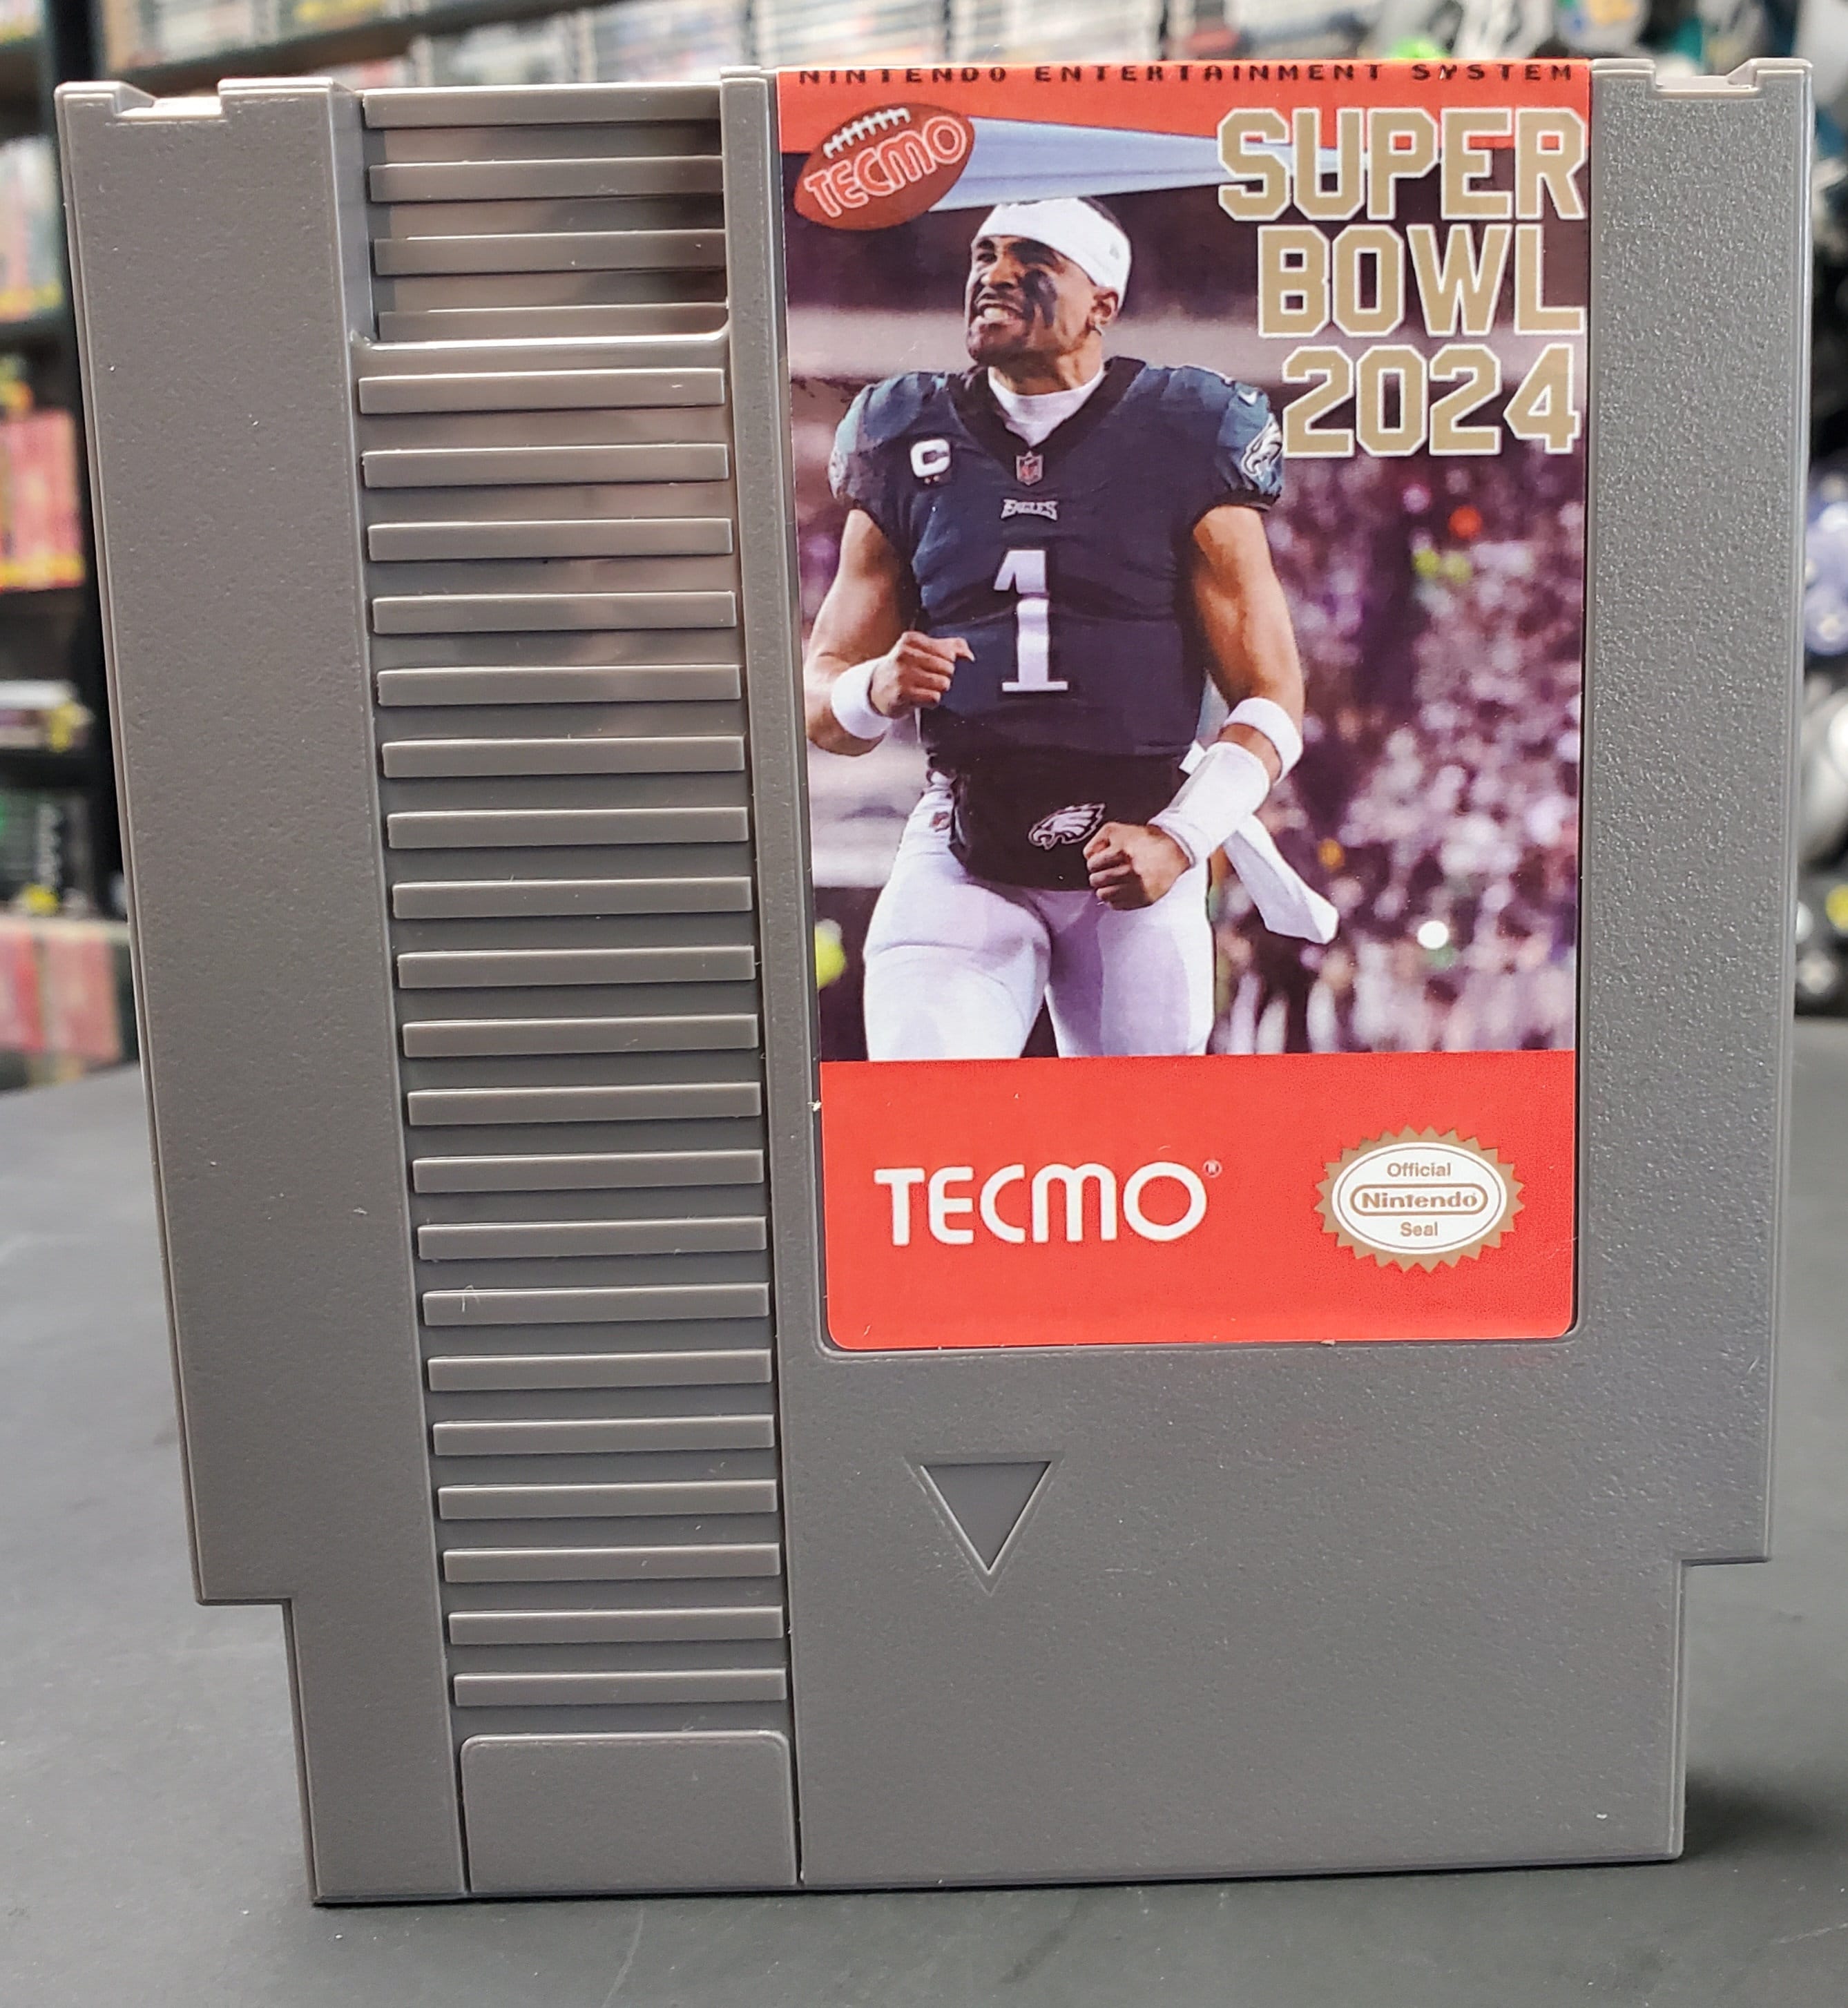 NINTENDO ENTERTAINMENT SYSTEM
TECMO
SUPER
BOWL
2024
C
EAGLES
1
TECMO®
Official
Nintendo
Seal